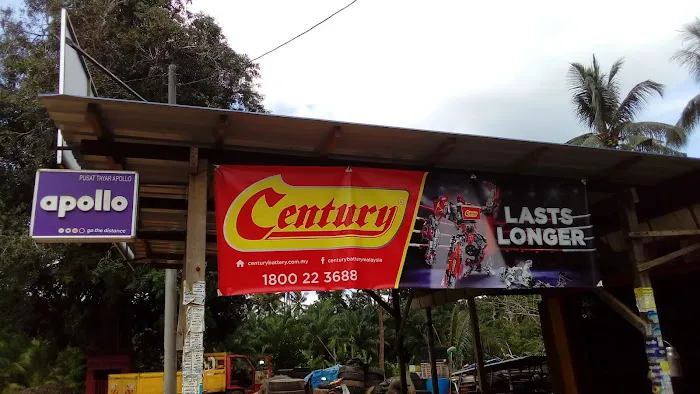 PUSAT TAYAR APOLLO
apollo
go the distance
Century
centurybattery.com.my
centurybatterymalaysia
1800 22 3688
LASTS
LONGER